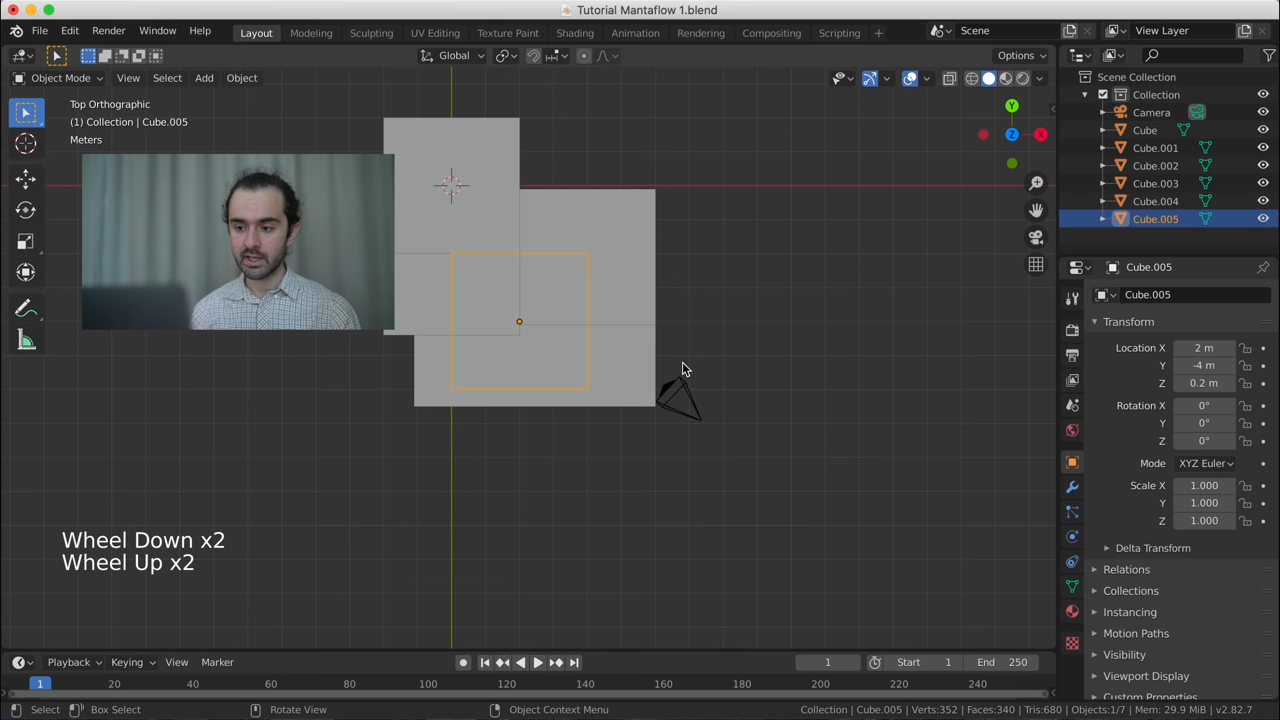 Tutorial Mantaflow 1.blend
File Edit Render Window Help
Layout Modeling Sculpting UV Editing Texture Paint Shading Animation Rendering Compositing Scripting +
Scene
View Layer
Global
Options
Object Mode View Select Add Object
Top Orthographic
(1) Collection | Cube.005
Meters
Y
Z
X
Scene Collection
Collection
Camera
Cube
Cube.001
Cube.002
Cube.003
Cube.004
Cube.005
Cube.005
Cube.005
Transform
Location X 2 m
Y -4 m
Z 0.2 m
Rotation X 0°
Y 0°
Z 0°
Mode XYZ Euler
Scale X 1.000
Y 1.000
Z 1.000
Delta Transform
Relations
Collections
Instancing
Motion Paths
Visibility
Viewport Display
Custom Properties
Wheel Down x2
Wheel Up x2
Playback Keying View Marker
1
Start 1
End 250
1 20 40 60 80 100 120 140 160 180 200 220 240
Select Box Select Rotate View Object Context Menu
Collection | Cube.005 | Verts:352 | Faces:340 | Tris:680 | Objects:1/7 | Mem: 29.9 MiB | v2.82.7